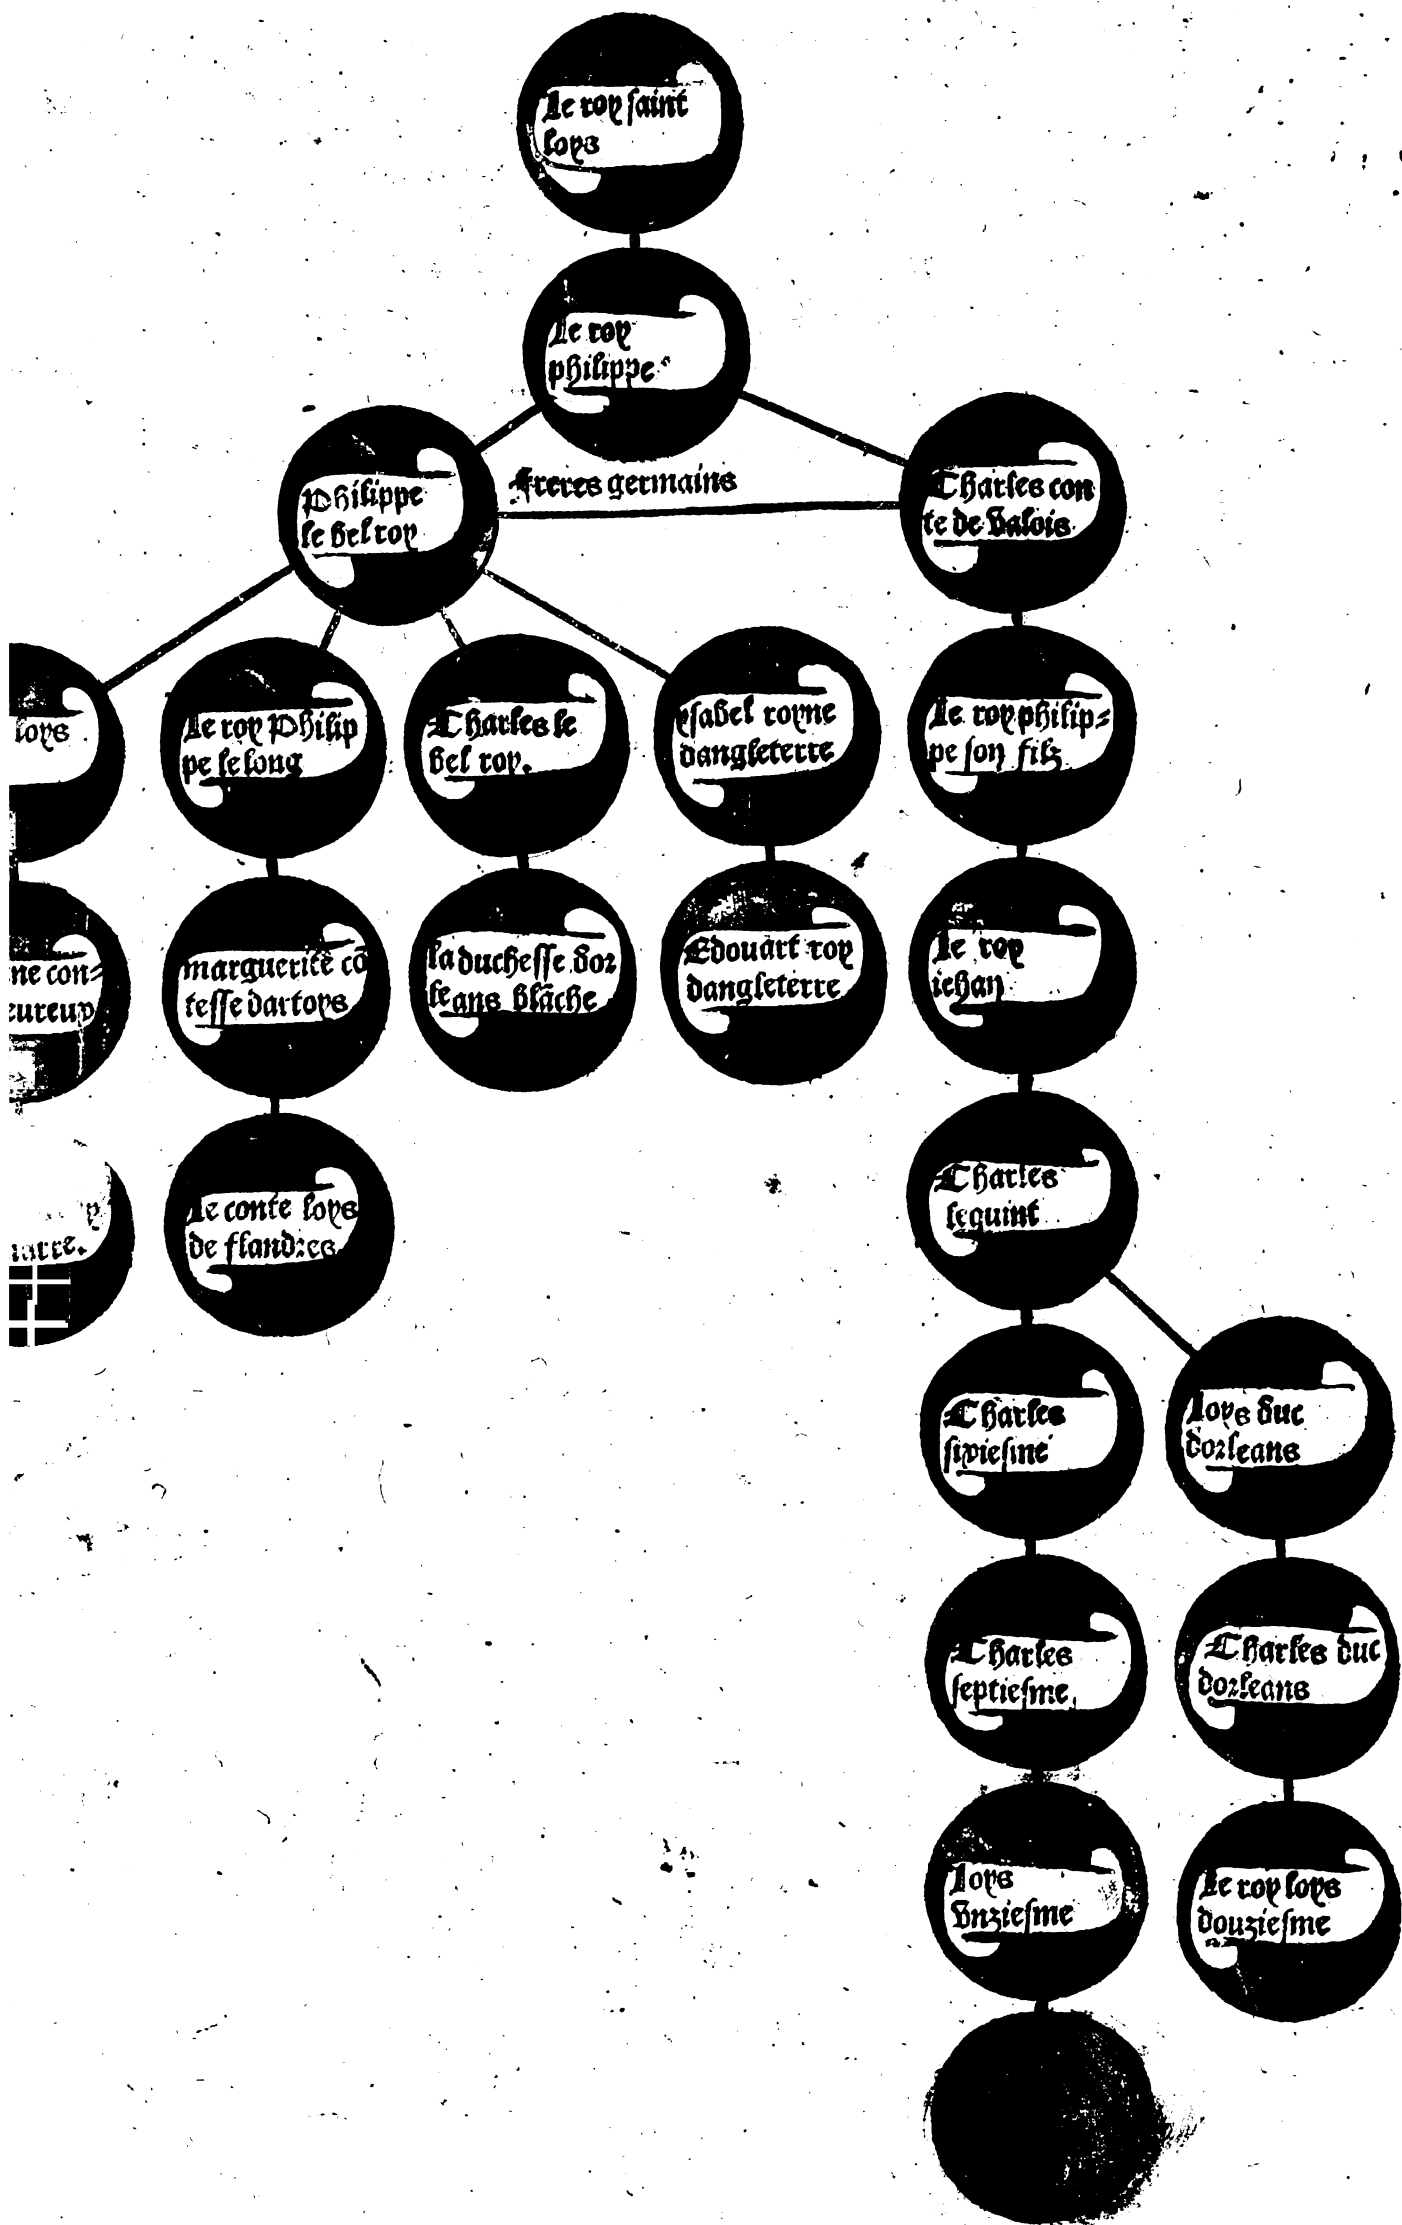 Le roy saint
loys
Le roy
philippe
Freres germains
Philippe
le bel roy
Charles con
te de Valois
loys
Le roy Philip
pe le long
Charles le
bel roy.
ysabel royne
dangleterre
Le roy philip=
pe son filz
ne con=
eureux
marguerite cō
tesse dartoys
la duchesse dor
leans blāche
Edouart roy
dangleterre
Le roy
iehan
narre.
Le conte loys
de flandres
Charles
lequint
Charles
sixiesme
Loys duc
dorleans
Charles
septiesme
Charles duc
dorleans
Loys
Vnziesme
Le roy loys
douziesme